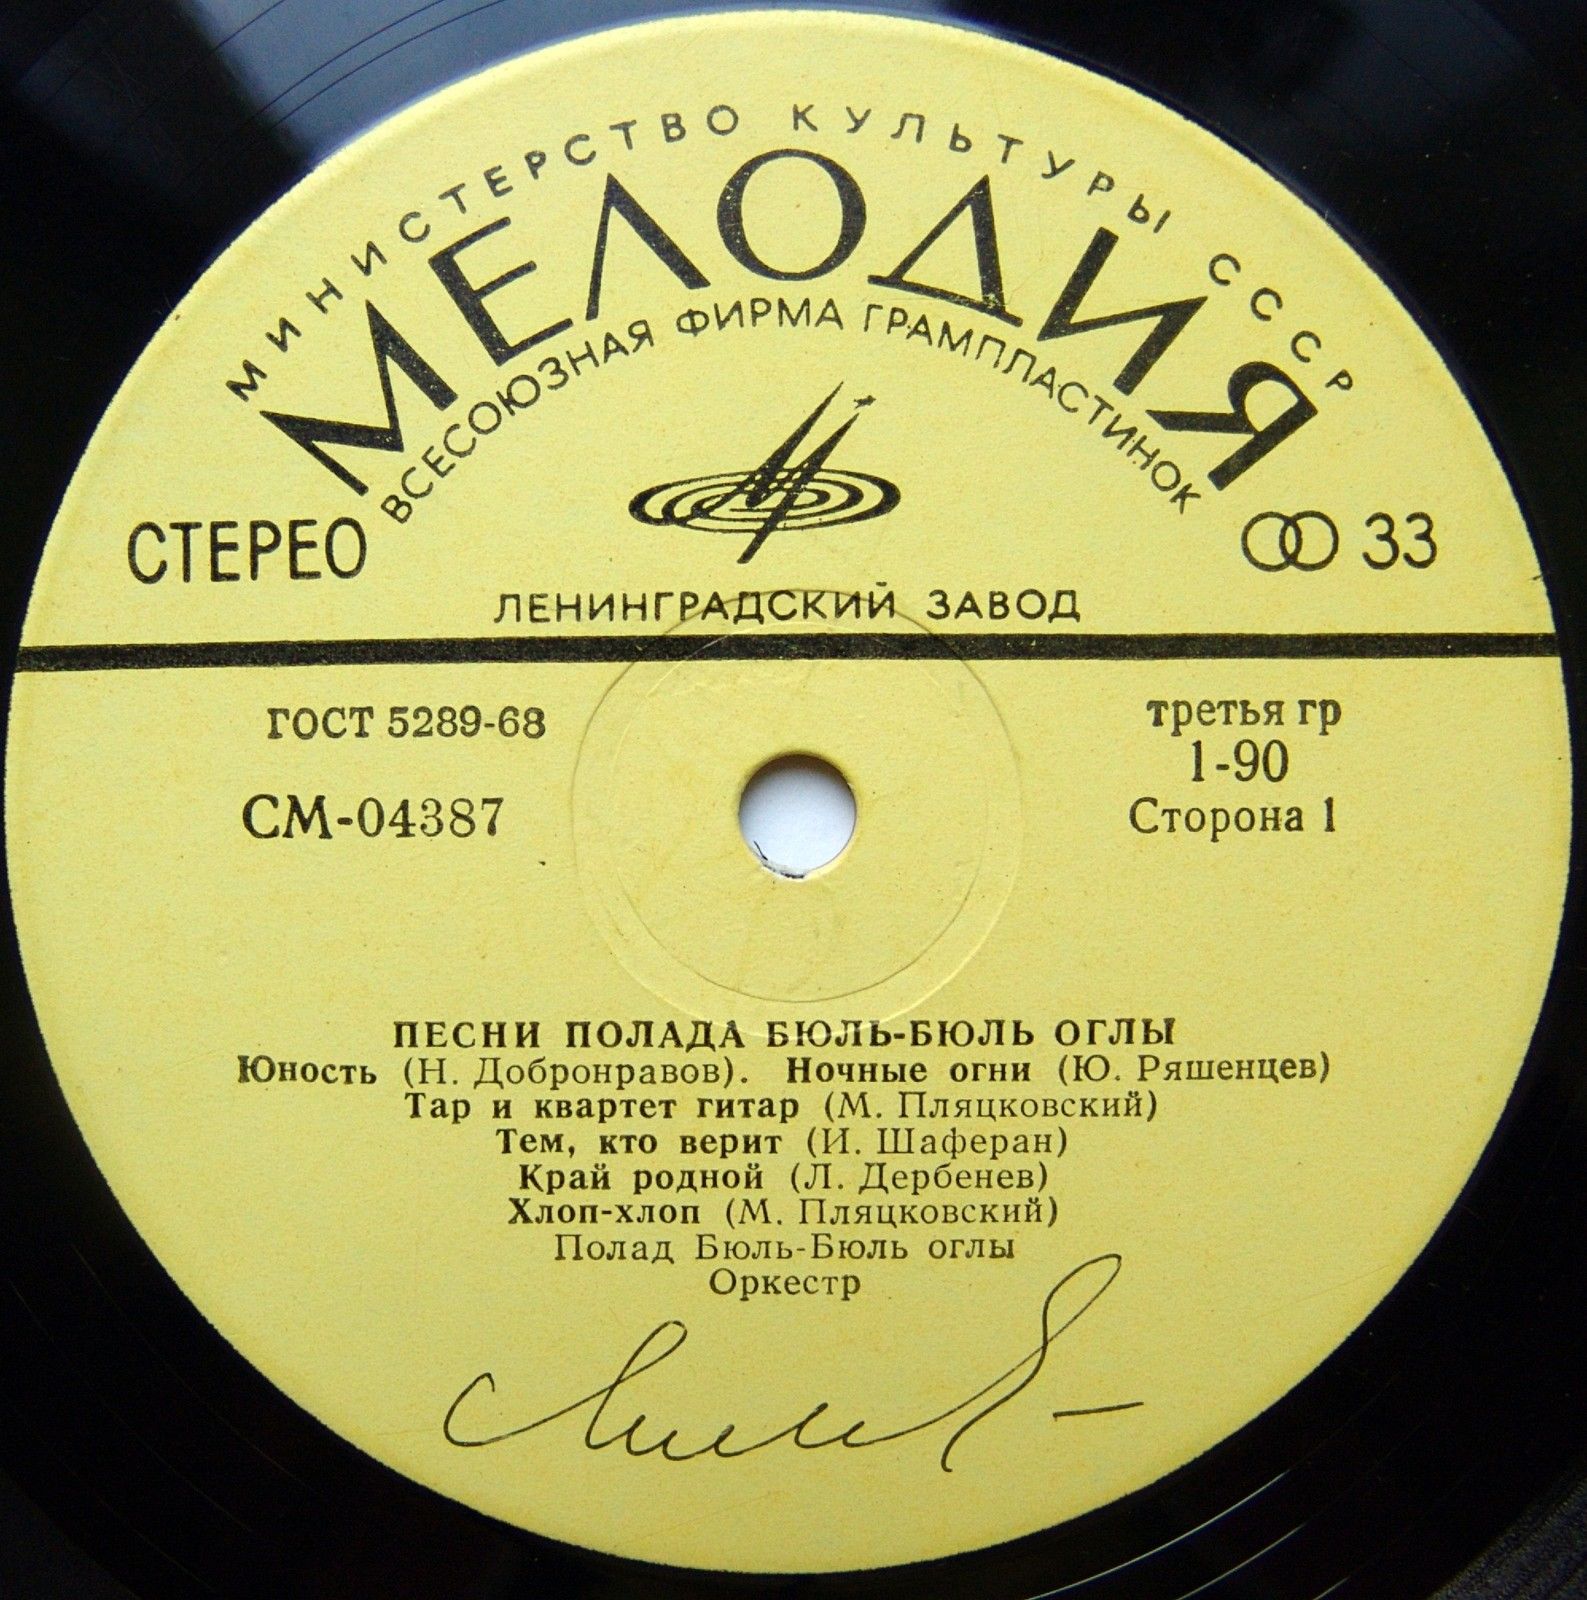 МИНИСТЕРСТВО КУЛЬТУРЫ СССР
МЕЛОДИЯ
ВСЕСОЮЗНАЯ ФИРМА ГРАМПЛАСТИНОК
СТЕРЕО
33
ЛЕНИНГРАДСКИЙ ЗАВОД
ГОСТ 5289-68
третья гр
1-90
СМ-04387
Сторона 1
ПЕСНИ ПОЛАДА БЮЛЬ-БЮЛЬ ОГЛЫ
Юность (Н. Добронравов). Ночные огни (Ю. Ряшенцев)
Тар и квартет гитар (М. Пляцковский)
Тем, кто верит (И. Шаферан)
Край родной (Л. Дербенев)
Хлоп-хлоп (М. Пляцковский)
Полад Бюль-Бюль оглы
Оркестр